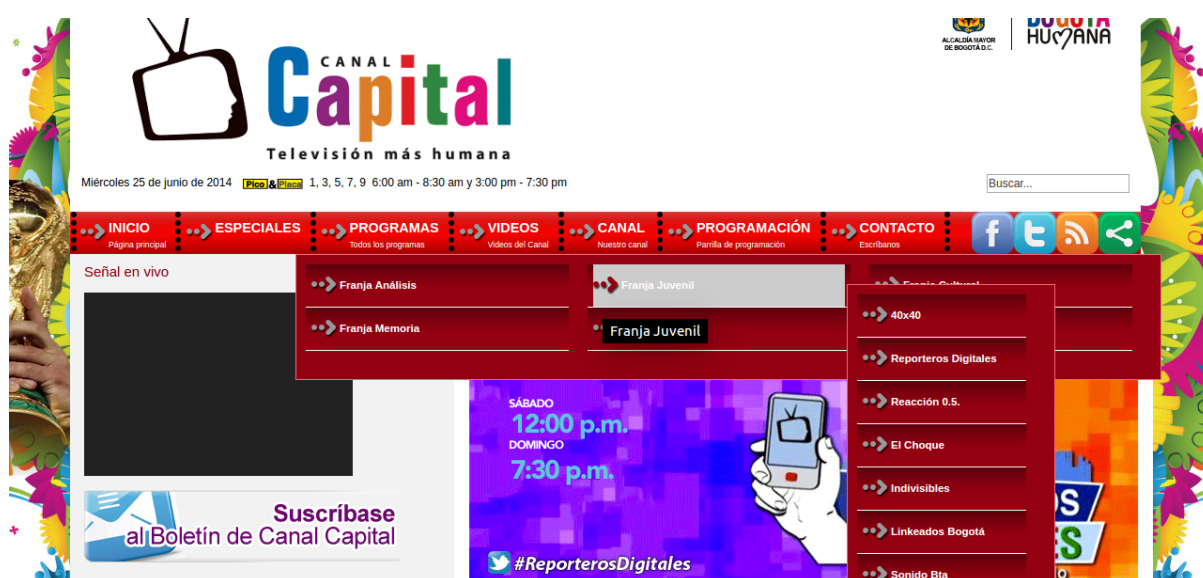 CANAL
Capital
Televisión más humana
ALCALDÍA MAYOR
DE BOGOTÁ D.C.
BOGOTA
HUMANA
Miércoles 25 de junio de 2014 Pico & Placa 1, 3, 5, 7, 9 6:00 am - 8:30 am y 3:00 pm - 7:30 pm
Buscar...
INICIO
Página principal
ESPECIALES
PROGRAMAS
Todos los programas
VIDEOS
Videos del Canal
CANAL
Nuestro canal
PROGRAMACIÓN
Parrilla de programación
CONTACTO
Escríbanos
Señal en vivo
Franja Análisis
Franja Juvenil
Franja Cultural
Franja Memoria
Franja Juvenil
40x40
Reporteros Digitales
Reacción 0.5.
El Choque
Indivisibles
Linkeados Bogotá
Sonido Bta
SÁBADO
12:00 p.m.
DOMINGO
7:30 p.m.
#ReporterosDigitales
Suscríbase
al Boletín de Canal Capital